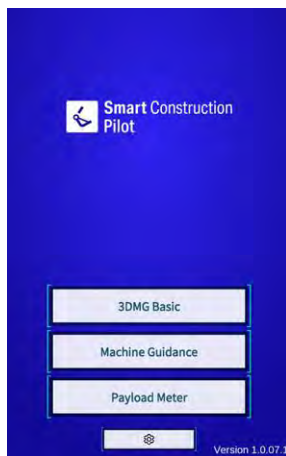 Smart Construction
Pilot
3DMG Basic
Machine Guidance
Payload Meter
Version 1.0.07.1